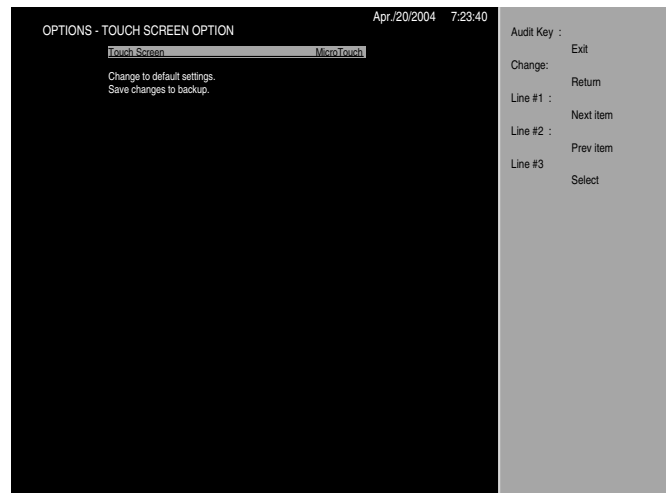 Apr./20/2004 7:23:40
OPTIONS - TOUCH SCREEN OPTION
Touch Screen MicroTouch
Change to default settings.
Save changes to backup.
Audit Key :
Exit
Change:
Return
Line #1 :
Next item
Line #2 :
Prev item
Line #3
Select